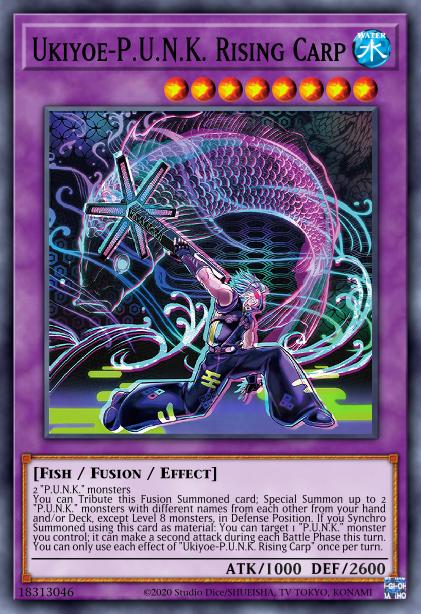 UKIYOE-P.U.N.K. RISING CARP
WATER
水
[FISH / FUSION / EFFECT]
2 "P.U.N.K." monsters
You can Tribute this Fusion Summoned card; Special Summon up to 2
"P.U.N.K." monsters with different names from each other from your hand
and/or Deck, except Level 8 monsters, in Defense Position. If you Synchro
Summoned using this card as material: You can target 1 "P.U.N.K." monster
you control; it can make a second attack during each Battle Phase this turn.
You can only use each effect of "Ukiyoe-P.U.N.K. Rising Carp" once per turn.
ATK/1000 DEF/2600
18313046 ©2020 Studio Dice/SHUEISHA, TV TOKYO, KONAMI